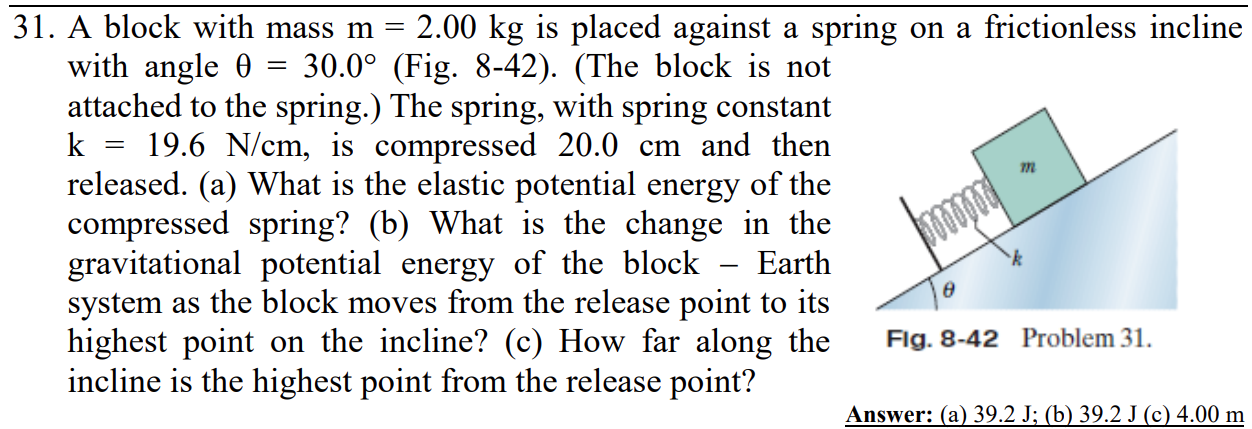 31. A block with mass m = 2.00 kg is placed against a spring on a frictionless incline
with angle θ = 30.0° (Fig. 8-42). (The block is not
attached to the spring.) The spring, with spring constant
k = 19.6 N/cm, is compressed 20.0 cm and then
released. (a) What is the elastic potential energy of the
compressed spring? (b) What is the change in the
gravitational potential energy of the block – Earth
system as the block moves from the release point to its
highest point on the incline? (c) How far along the
incline is the highest point from the release point?
m
k
θ
Fig. 8-42 Problem 31.
Answer: (a) 39.2 J; (b) 39.2 J (c) 4.00 m